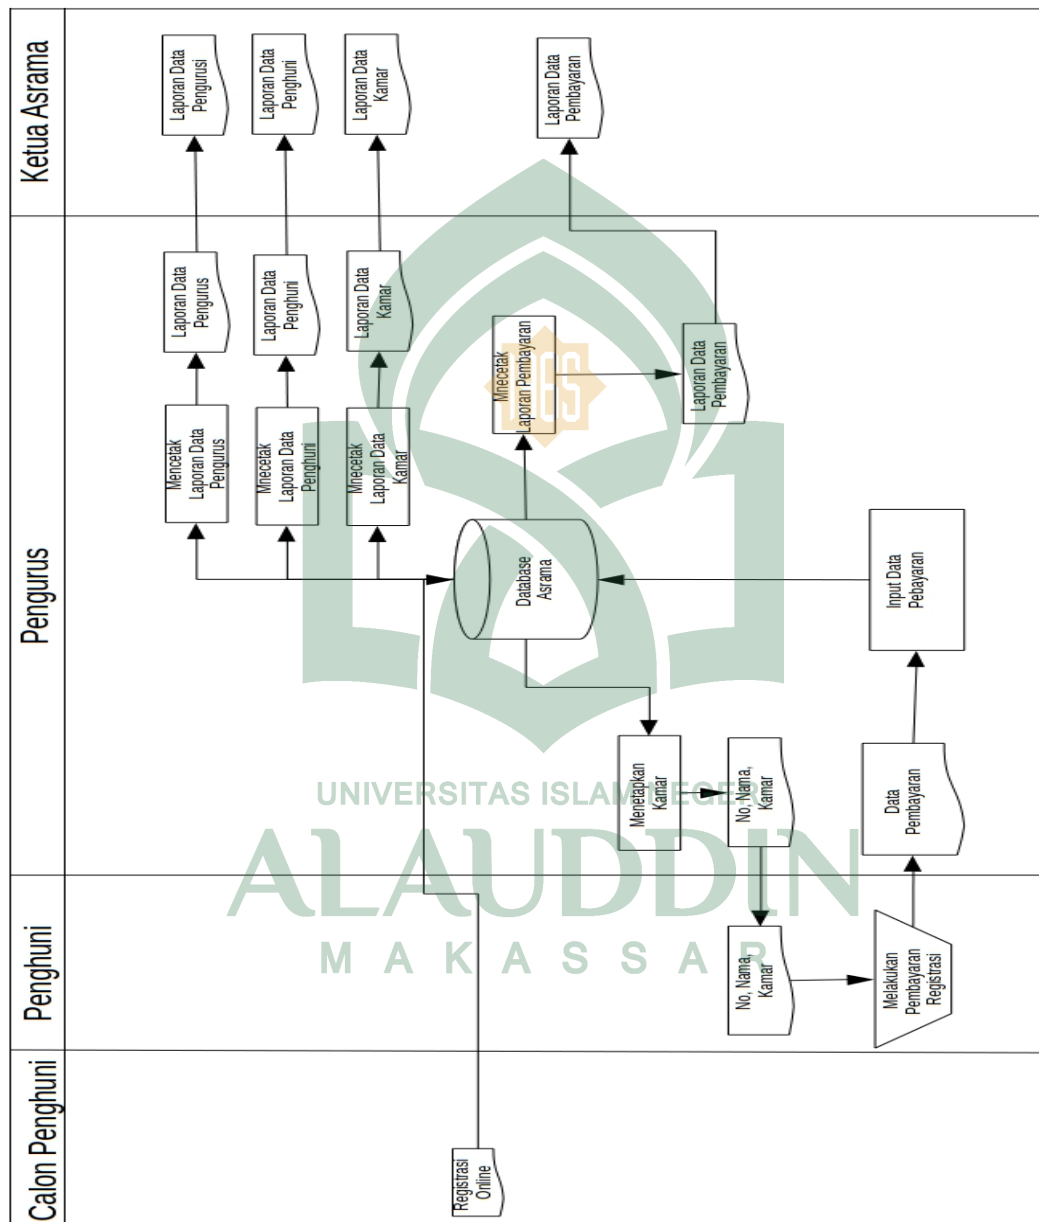 Calon Penghuni
Penghuni
Pengurus
Ketua Asrama
Registrasi
Online
Mencetak
Laporan Data
Pengurus
Laporan Data
Pengurus
Laporan Data
Pengurusi
Mnecetak
Laporan Data
Penghuni
Laporan Data
Penghuni
Laporan Data
Penghuni
Mnecetak
Laporan Data
Kamar
Laporan Data
Kamar
Laporan Data
Kamar
Database
Asrama
Mnecetak
Laporan Pembayaran
Laporan Data
Pembayaran
Laporan Data
Pembayaran
Menetapkan
Kamar
No, Nama,
Kamar
No, Nama,
Kamar
Melakukan
Pembayaran
Registrasi
Data
Pembayaran
Input Data
Pebayaran
UNIVERSITAS ISLAM NEGERI
ALAUDDIN
MAKASSAR